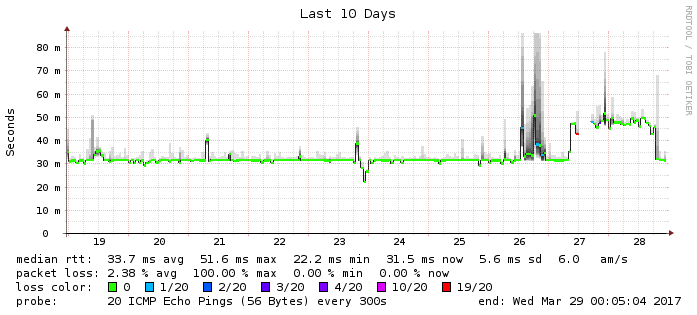 Last 10 Days
RRDTOOL / TOBI OETIKER
Seconds
80 m
70 m
60 m
50 m
40 m
30 m
20 m
10 m
0
19 20 21 22 23 24 25 26 27 28
median rtt: 33.7 ms avg 51.6 ms max 22.2 ms min 31.5 ms now 5.6 ms sd 6.0 am/s
packet loss: 2.38 % avg 100.00 % max 0.00 % min 0.00 % now
loss color: 0 1/20 2/20 3/20 4/20 10/20 19/20
probe: 20 ICMP Echo Pings (56 Bytes) every 300s end: Wed Mar 29 00:05:04 2017